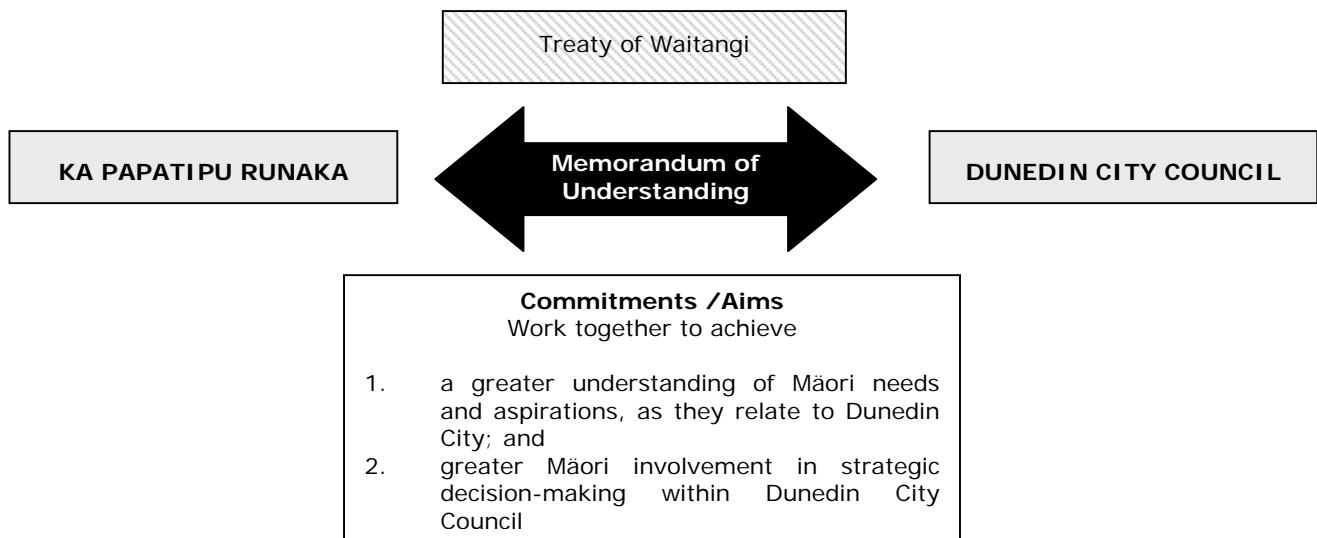 Treaty of Waitangi
KA PAPATIPU RUNAKA
Memorandum of
Understanding
DUNEDIN CITY COUNCIL
Commitments /Aims
Work together to achieve
1. a greater understanding of Mäori needs
and aspirations, as they relate to Dunedin
City; and
2. greater Mäori involvement in strategic
decision-making within Dunedin City
Council